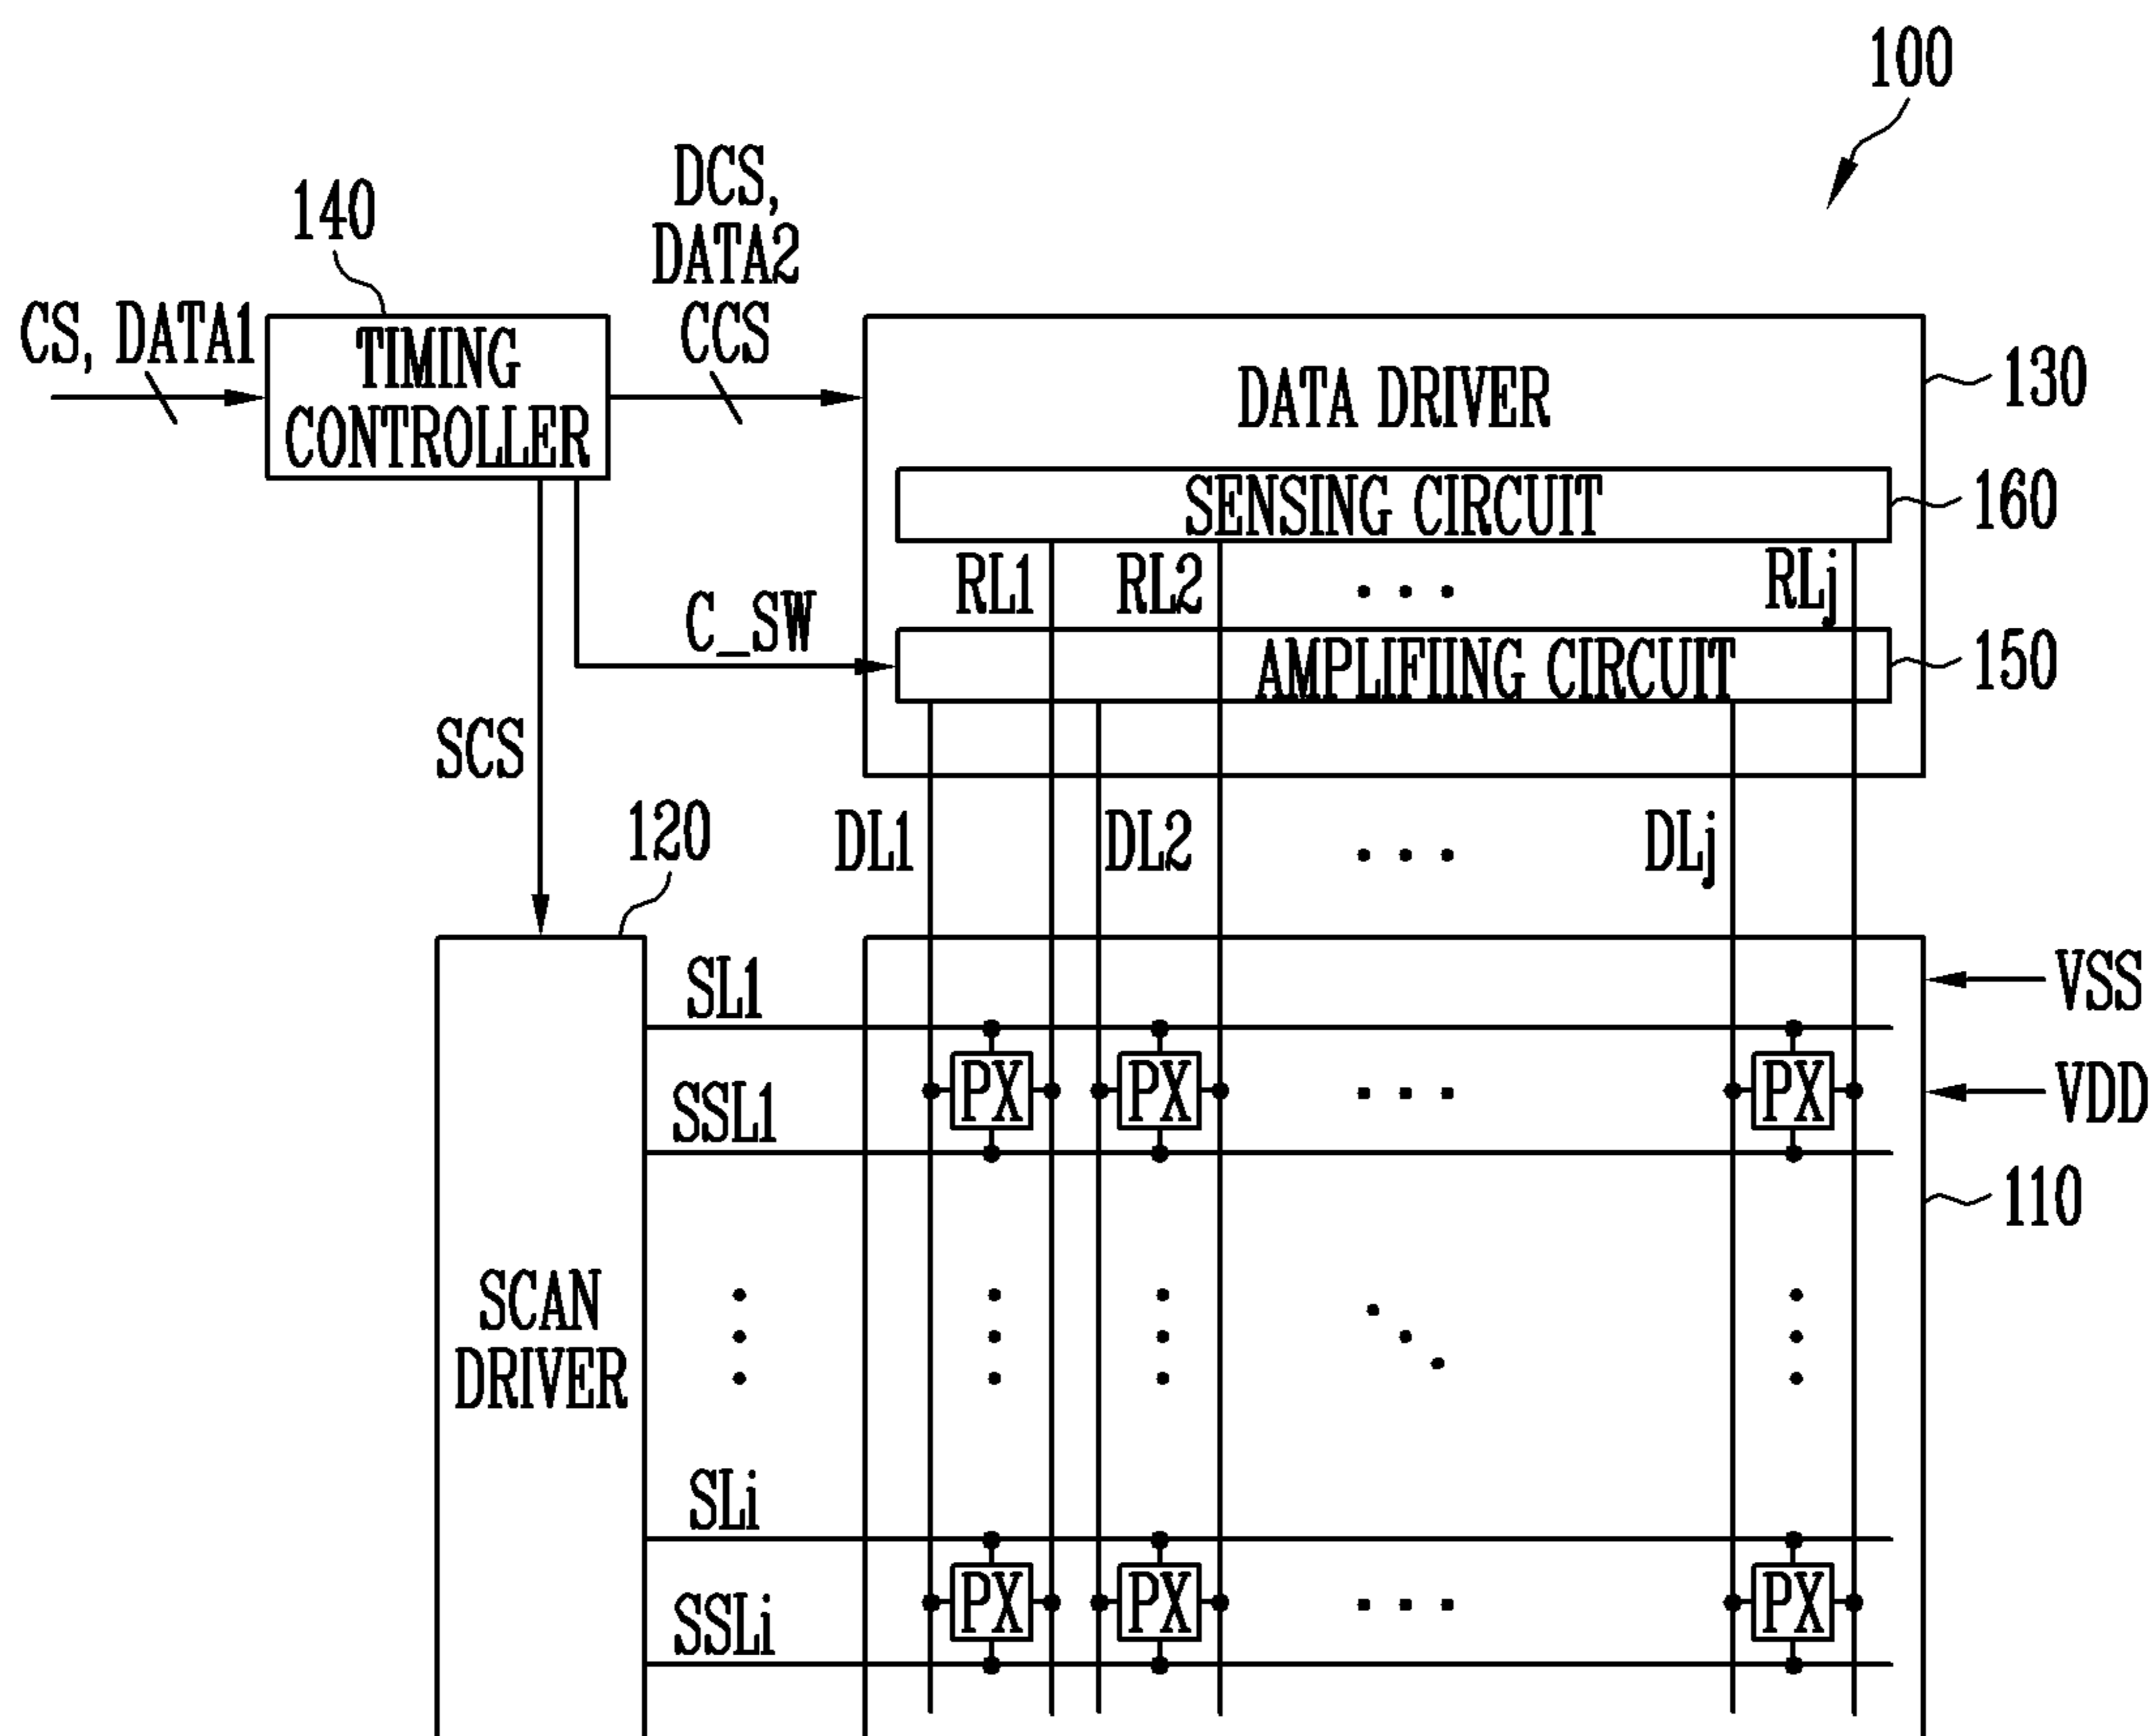 100
DCS,
DATA2
CCS
140
CS, DATA1
TIMING
CONTROLLER
DATA DRIVER
130
SENSING CIRCUIT
160
RL1 RL2 . . . RLj
C_SW
AMPLIFIING CIRCUIT
150
SCS
120
DL1 DL2 . . . DLj
SL1
VSS
PX PX . . . PX
SSL1
VDD
110
SCAN
DRIVER
SLi
PX PX . . . PX
SSLi